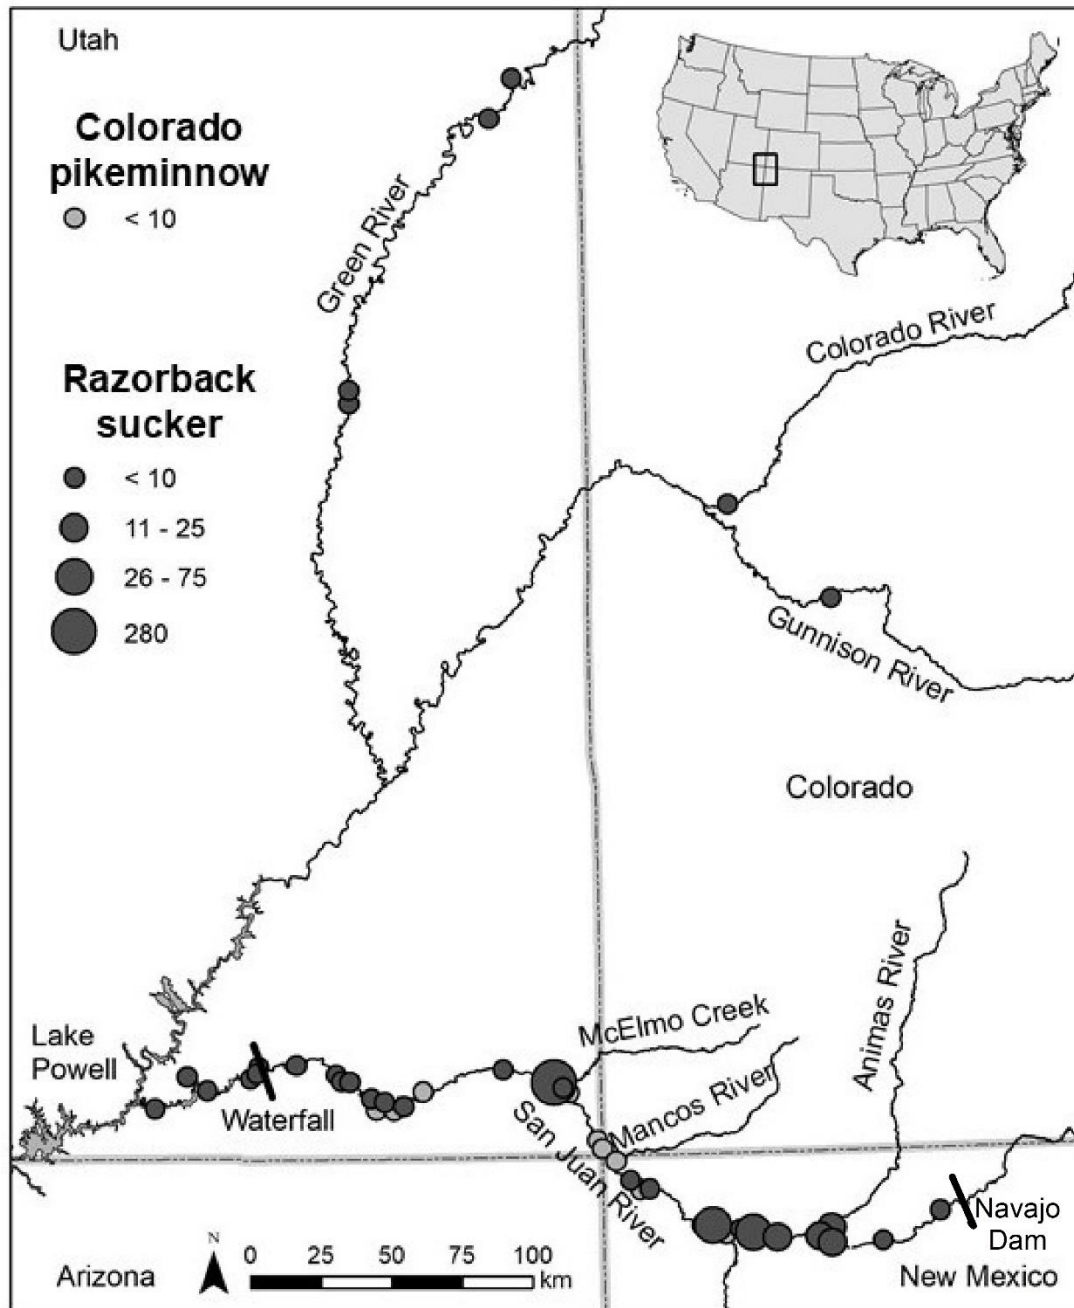 Utah
Colorado
pikeminnow
< 10
Green River
Colorado River
Razorback
sucker
< 10
11 - 25
26 - 75
280
Gunnison River
Colorado
Animas River
McElmo Creek
Lake
Powell
Mancos River
Waterfall
San Juan River
Navajo
Dam
N
0 25 50 75 100
km
Arizona
New Mexico